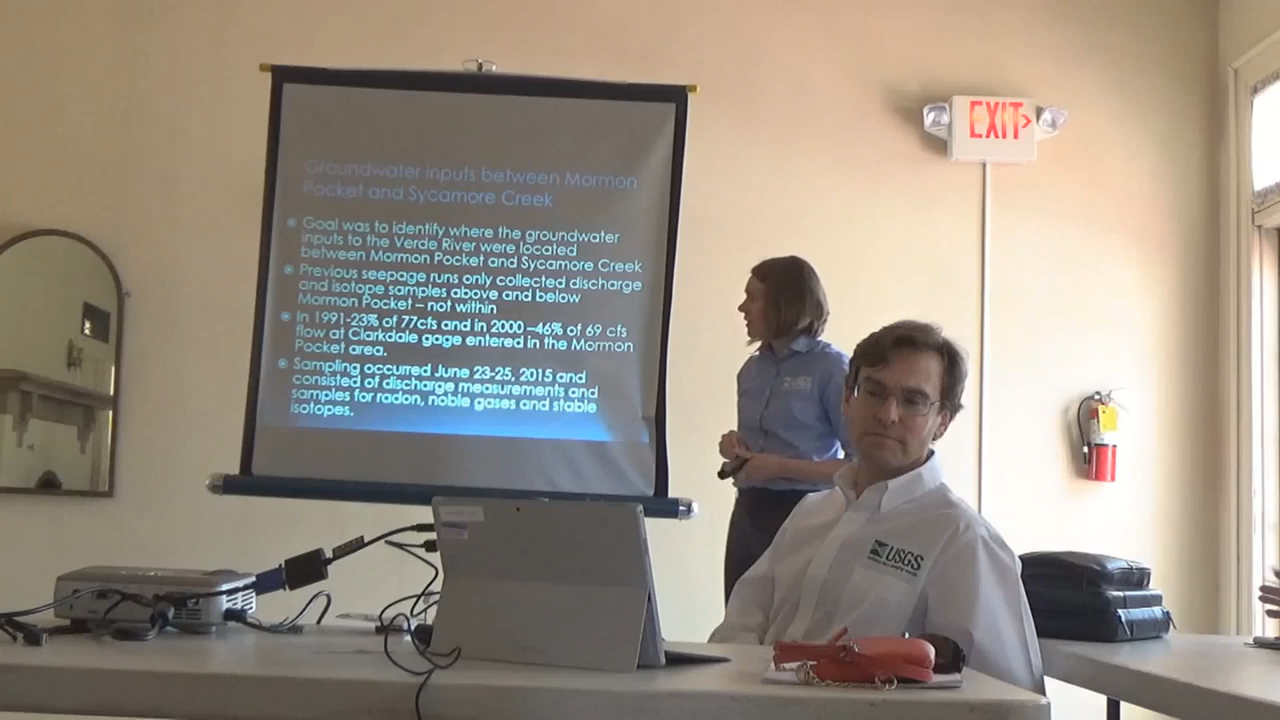 Groundwater inputs between Mormon
Pocket and Sycamore Creek
Goal was to identify where the groundwater
inputs to the Verde River were located
between Mormon Pocket and Sycamore Creek
Previous seepage runs only collected discharge
and isotope samples above and below
Mormon Pocket – not within
In 1991-23% of 77cfs and in 2000 –46% of 69 cfs
flow at Clarkdale gage entered in the Mormon
Pocket area.
Sampling occurred June 23-25, 2015 and
consisted of discharge measurements and
samples for radon, noble gases and stable
isotopes.
EXIT>
USGS
USGS